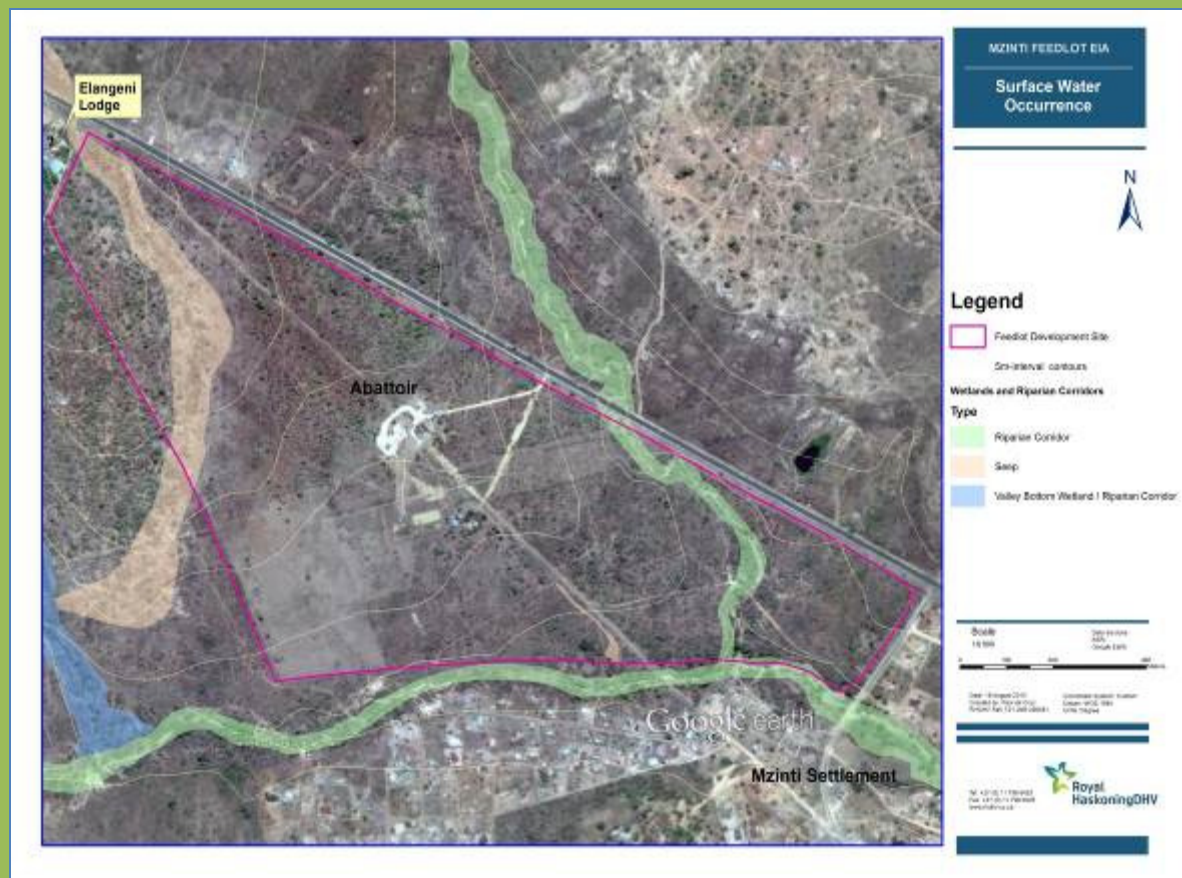 MZINTI FEEDLOT EIA
Surface Water
Occurrence
Elangeni
Lodge
N
Legend
Feedlot Development Site
5m-interval contours
Wetlands and Riparian Corridors
Type
Riparian Corridor
Seep
Valley Bottom Wetland / Riparian Corridor
Abattoir
Google earth
Mzinti Settlement
Scale
Royal
HaskoningDHV